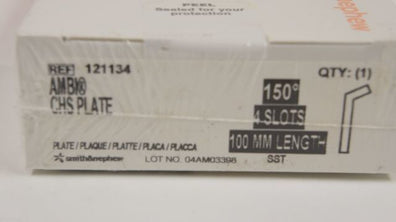 PEEL
Sealed for your
protection
nephew
REF 121134
QTY: (1)
AMBI®
CHS PLATE
150°
4 SLOTS
100 MM LENGTH
PLATE / PLAQUE / PLATTE / PLACA / PLACCA
smith&nephew LOT NO. 04AM03398 SST